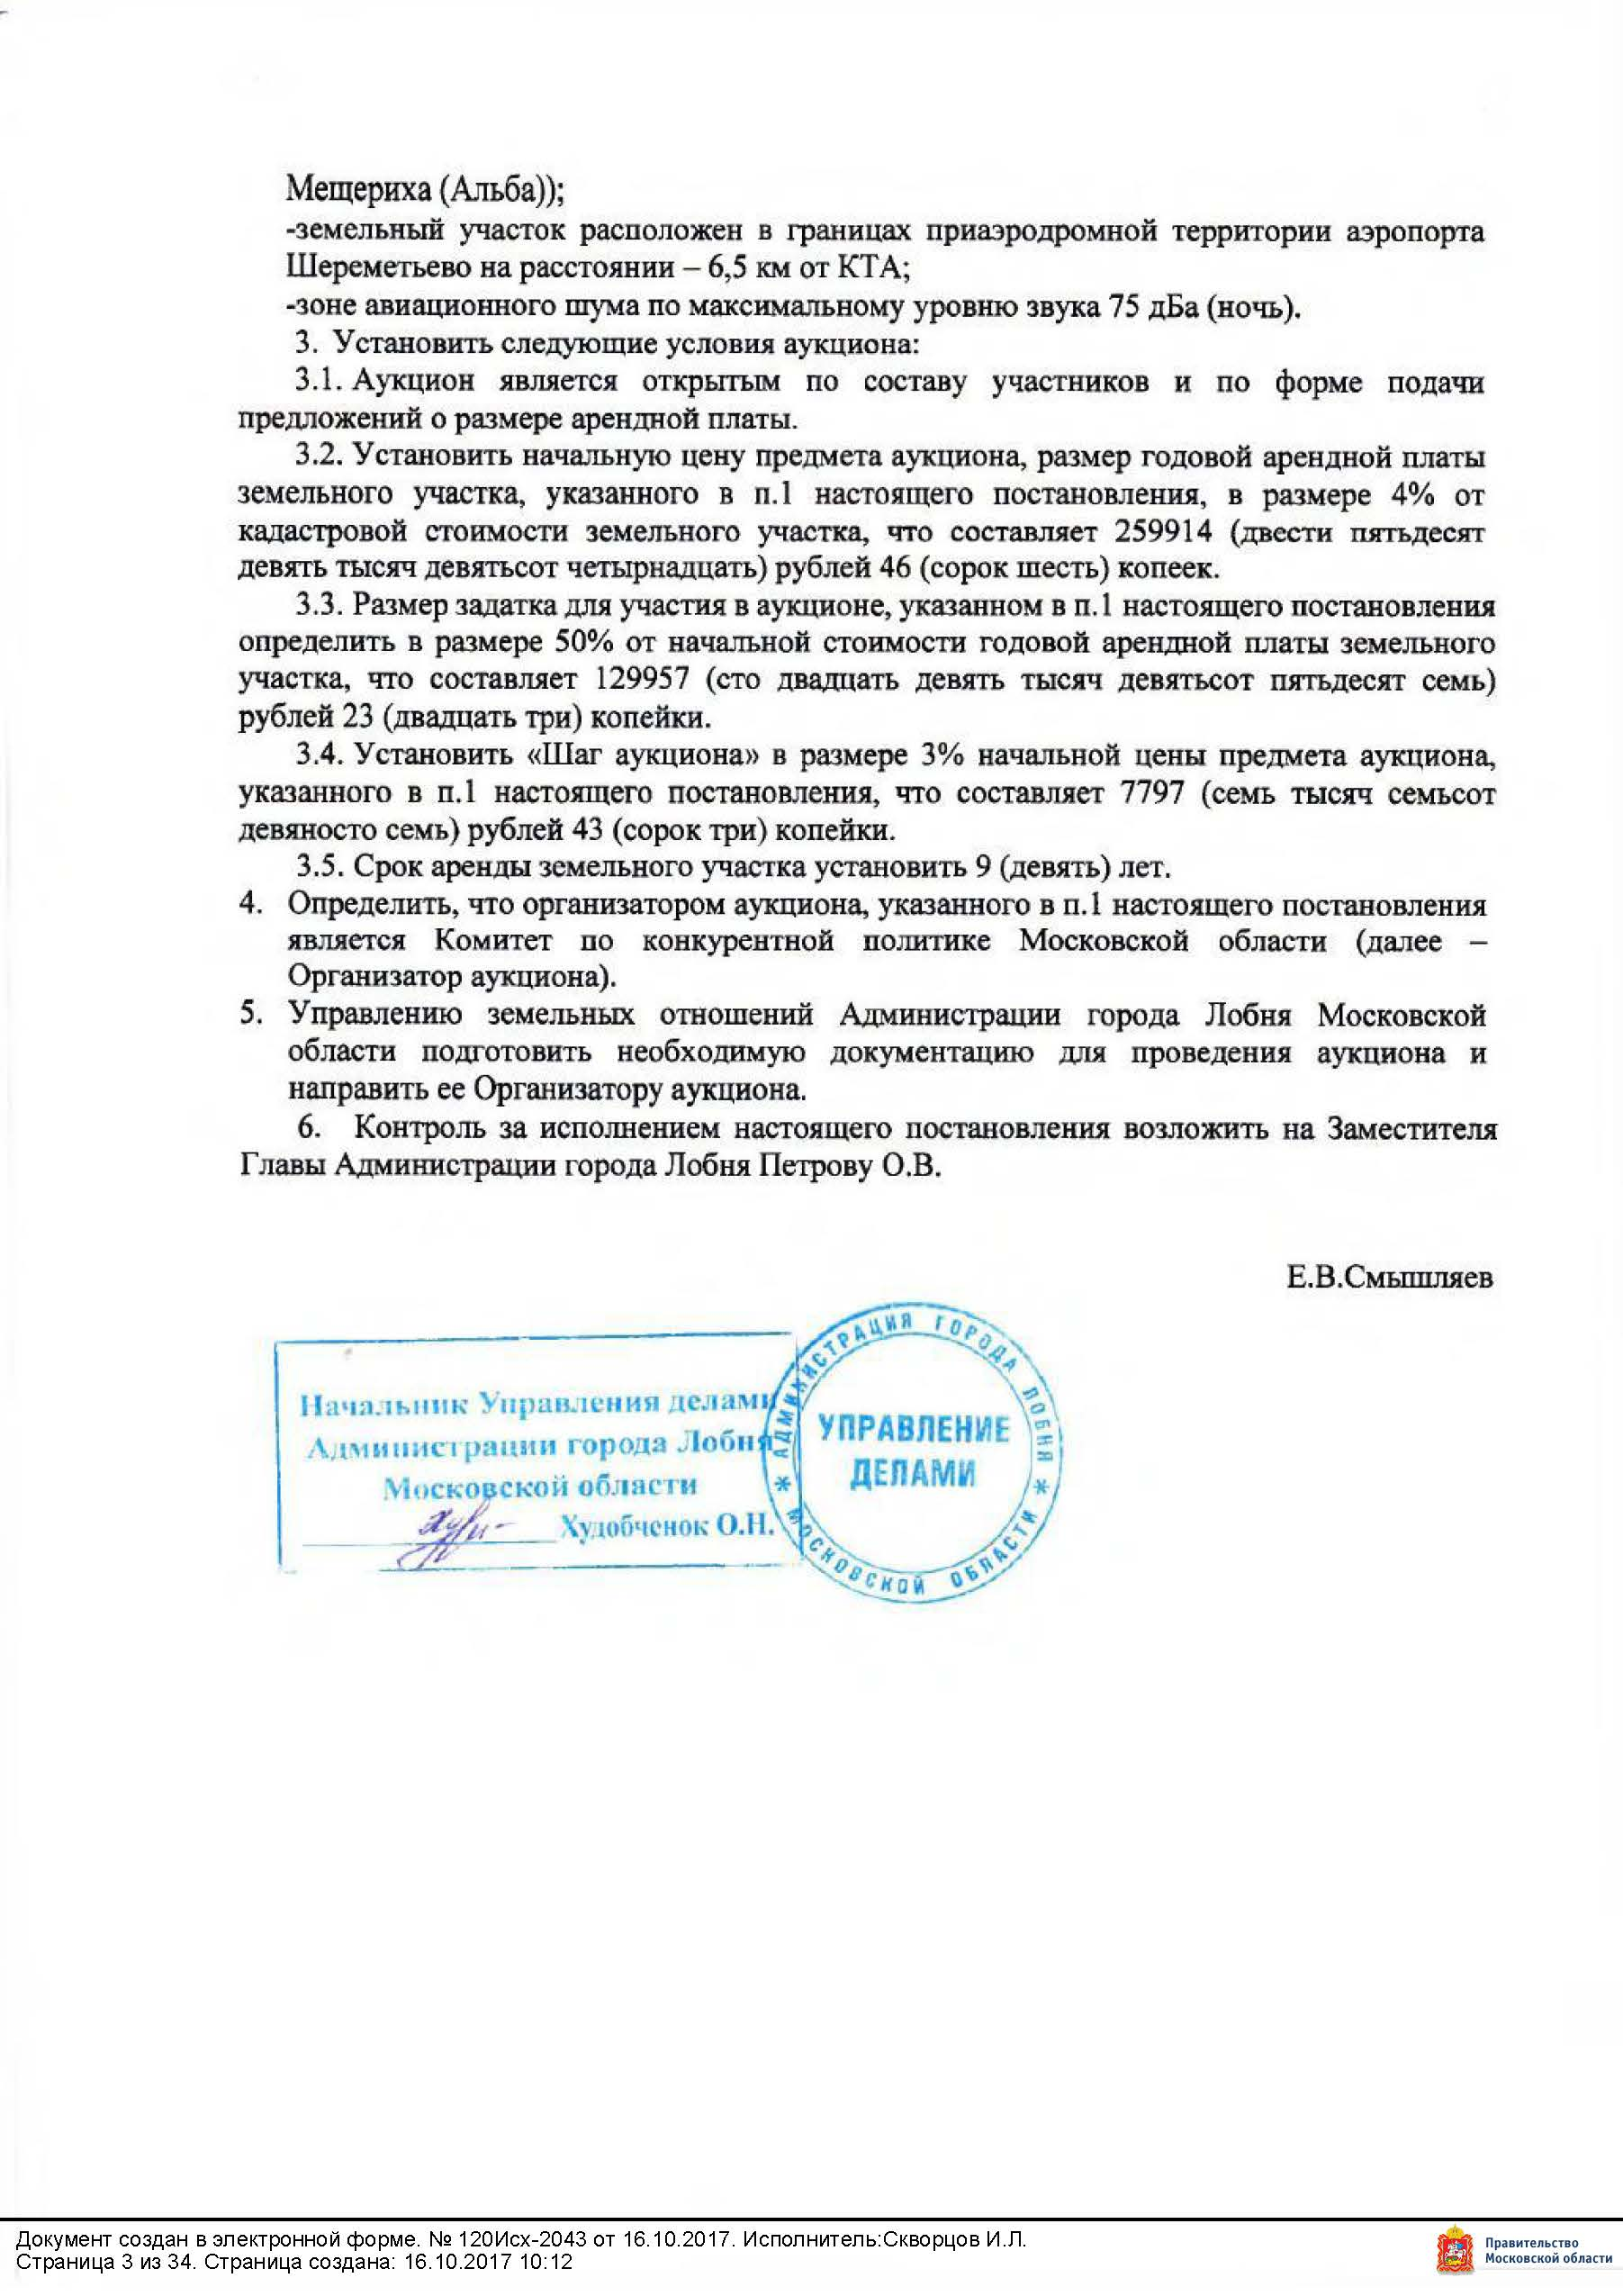 Мещериха (Альба));
-земельный участок расположен в границах приаэродромной территории аэропорта
Шереметьево на расстоянии – 6,5 км от КТА;
-зоне авиационного шума по максимальному уровню звука 75 дБа (ночь).
3. Установить следующие условия аукциона:
3.1. Аукцион является открытым по составу участников и по форме подачи
предложений о размере арендной платы.
3.2. Установить начальную цену предмета аукциона, размер годовой арендной платы
земельного участка, указанного в п.1 настоящего постановления, в размере 4% от
кадастровой стоимости земельного участка, что составляет 259914 (двести пятьдесят
девять тысяч девятьсот четырнадцать) рублей 46 (сорок шесть) копеек.
3.3. Размер задатка для участия в аукционе, указанном в п.1 настоящего постановления
определить в размере 50% от начальной стоимости годовой арендной платы земельного
участка, что составляет 129957 (сто двадцать девять тысяч девятьсот пятьдесят семь)
рублей 23 (двадцать три) копейки.
3.4. Установить «Шаг аукциона» в размере 3% начальной цены предмета аукциона,
указанного в п.1 настоящего постановления, что составляет 7797 (семь тысяч семьсот
девяносто семь) рублей 43 (сорок три) копейки.
3.5. Срок аренды земельного участка установить 9 (девять) лет.
4. Определить, что организатором аукциона, указанного в п.1 настоящего постановления
является Комитет по конкурентной политике Московской области (далее –
Организатор аукциона).
5. Управлению земельных отношений Администрации города Лобня Московской
области подготовить необходимую документацию для проведения аукциона и
направить ее Организатору аукциона.
6. Контроль за исполнением настоящего постановления возложить на Заместителя
Главы Администрации города Лобня Петрову О.В.
Е.В.Смышляев
Начальник Управления делами
Администрации города Лобня
Московской области
Худобченок О.Н.
* АДМИНИСТРАЦИЯ ГОРОДА ЛОБНЯ *
МОСКОВСКОЙ ОБЛАСТИ
УПРАВЛЕНИЕ
ДЕЛАМИ
Документ создан в электронной форме. № 120Исх-2043 от 16.10.2017. Исполнитель:Скворцов И.Л.
Страница 3 из 34. Страница создана: 16.10.2017 10:12
Правительство
Московской области